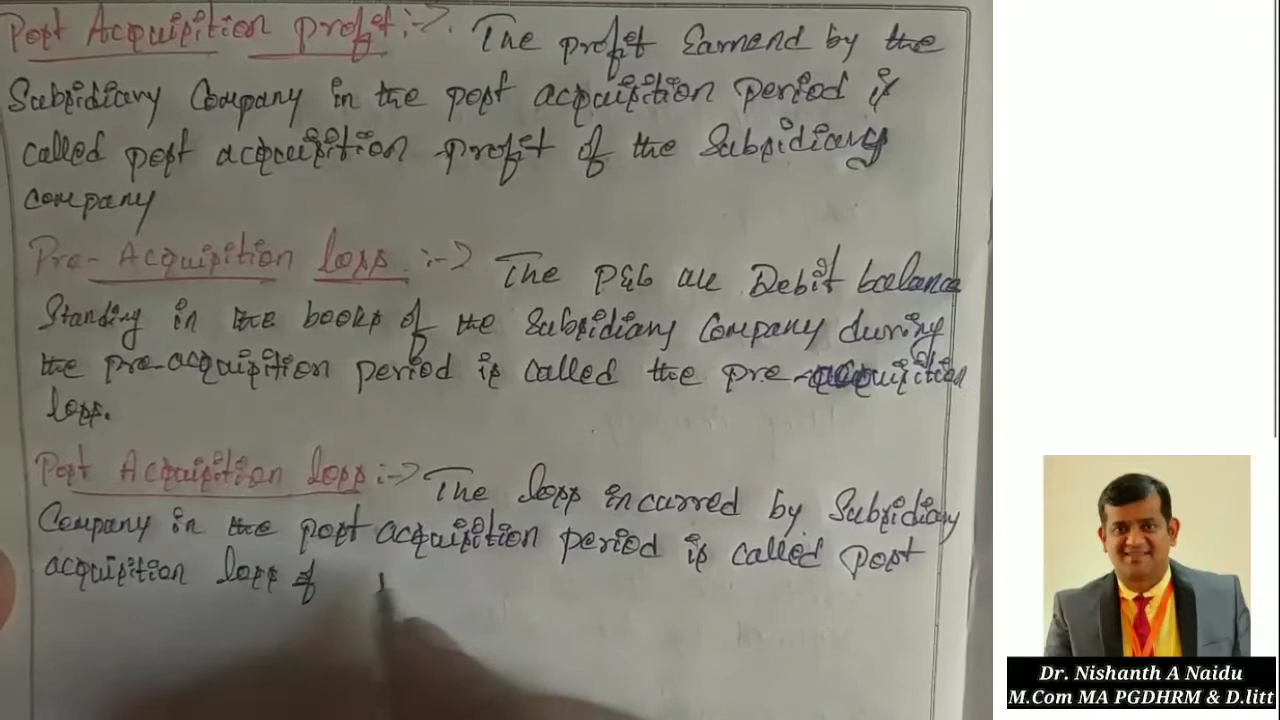 Post Acquisition profit :-> The profit Earnend by the
Subsidiary Company in the post acquisition period is
called post acquisition profit of the Subsidiary
company
Pre- Acquisition loss :-> The P&L a/c Debit balance
Standing in the books of the Subsidiary Company during
the pre-acquisition period is called the pre-acquisition
loss.
Post Acquisition loss :-> The loss incurred by Subsidiary
Company in the post acquisition period is called post
acquisition loss of
Dr. Nishanth A Naidu
M.Com MA PGDHRM & D.litt